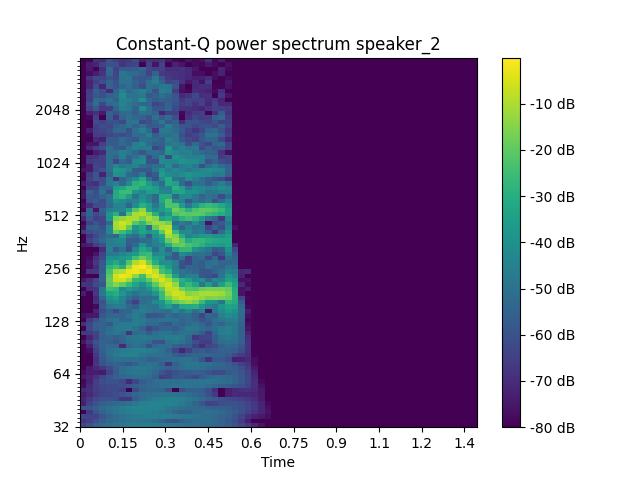 Constant-Q power spectrum speaker_2
Hz
2048
1024
512
256
128
64
32
0 0.15 0.3 0.45 0.6 0.75 0.9 1.1 1.2 1.4
Time
-10 dB
-20 dB
-30 dB
-40 dB
-50 dB
-60 dB
-70 dB
-80 dB